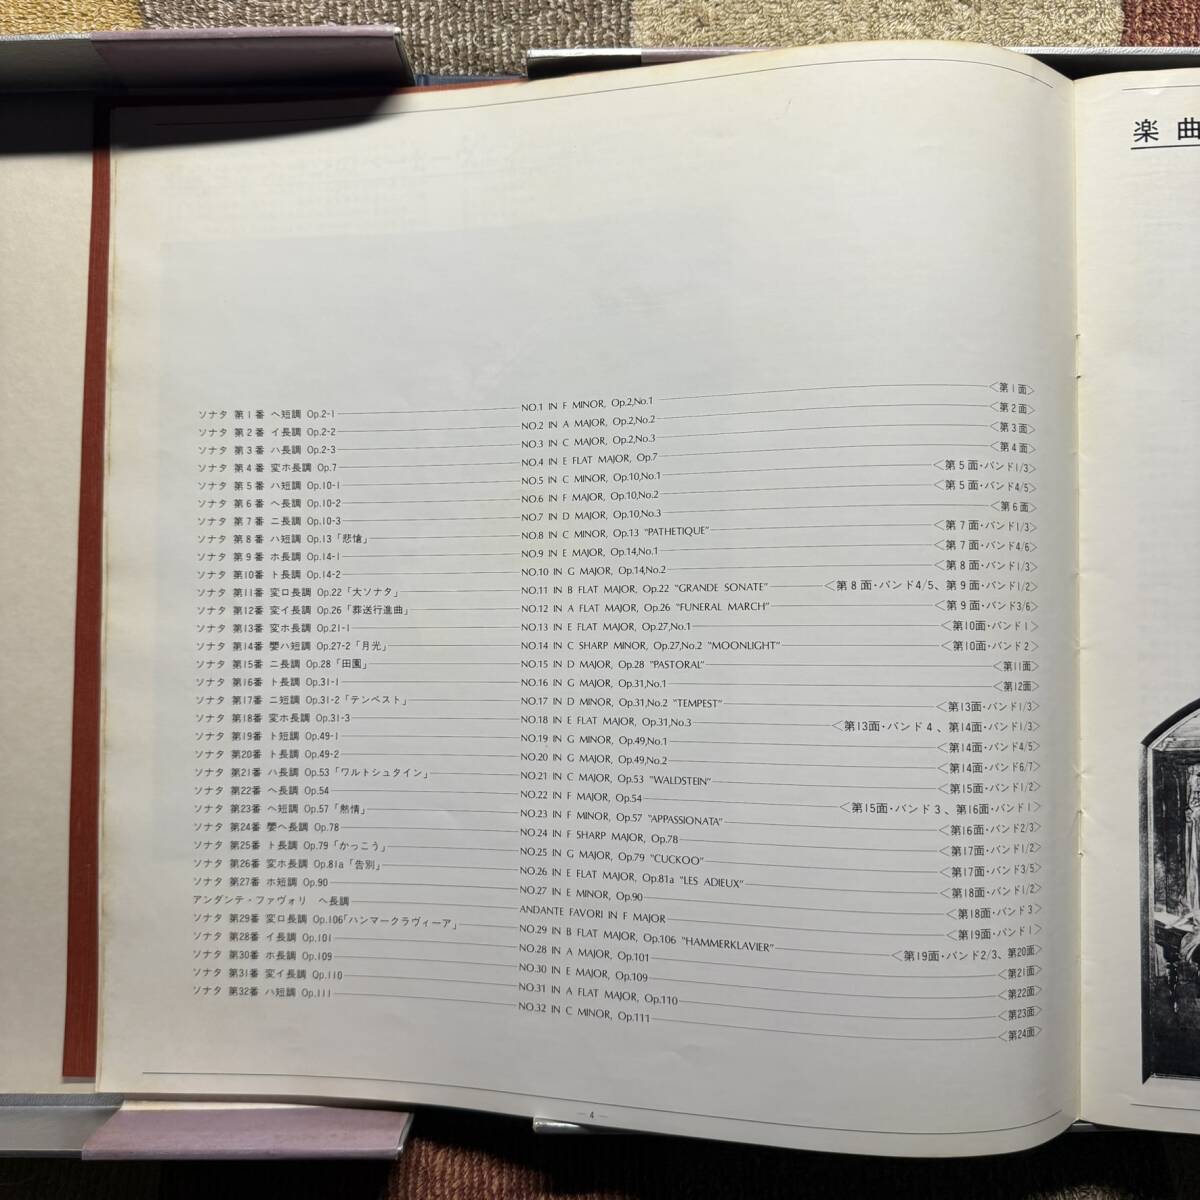 楽曲
ソナタ 第1番 ヘ短調 Op.2-1 NO.1 IN F MINOR, Op.2,No.1 〈第1面〉
ソナタ 第2番 イ長調 Op.2-2 NO.2 IN A MAJOR, Op.2,No.2 〈第2面〉
ソナタ 第3番 ハ長調 Op.2-3 NO.3 IN C MAJOR, Op.2,No.3 〈第3面〉
ソナタ 第4番 変ホ長調 Op.7 NO.4 IN E FLAT MAJOR, Op.7 〈第4面〉
ソナタ 第5番 ハ短調 Op.10-1 NO.5 IN C MINOR, Op.10,No.1 〈第5面・バンド1/3〉
ソナタ 第6番 ヘ長調 Op.10-2 NO.6 IN F MAJOR, Op.10,No.2 〈第5面・バンド4/5〉
ソナタ 第7番 ニ長調 Op.10-3 NO.7 IN D MAJOR, Op.10,No.3 〈第6面〉
ソナタ 第8番 ハ短調 Op.13「悲愴」 NO.8 IN C MINOR, Op.13 "PATHETIQUE" 〈第7面・バンド1/3〉
ソナタ 第9番 ホ長調 Op.14-1 NO.9 IN E MAJOR, Op.14,No.1 〈第7面・バンド4/6〉
ソナタ 第10番 ト長調 Op.14-2 NO.10 IN G MAJOR, Op.14,No.2 〈第8面・バンド1/3〉
ソナタ 第11番 変ロ長調 Op.22「大ソナタ」 NO.11 IN B FLAT MAJOR, Op.22 "GRANDE SONATE" 〈第8面・バンド4/5、第9面・バンド1/2〉
ソナタ 第12番 変イ長調 Op.26「葬送行進曲」 NO.12 IN A FLAT MAJOR, Op.26 "FUNERAL MARCH" 〈第9面・バンド3/6〉
ソナタ 第13番 変ホ長調 Op.21-1 NO.13 IN E FLAT MAJOR, Op.27,No.1 〈第10面・バンド1〉
ソナタ 第14番 嬰ハ短調 Op.27-2「月光」 NO.14 IN C SHARP MINOR, Op.27,No.2 "MOONLIGHT" 〈第10面・バンド2〉
ソナタ 第15番 ニ長調 Op.28「田園」 NO.15 IN D MAJOR, Op.28 "PASTORAL" 〈第11面〉
ソナタ 第16番 ト長調 Op.31-1 NO.16 IN G MAJOR, Op.31,No.1 〈第12面〉
ソナタ 第17番 ニ短調 Op.31-2「テンペスト」 NO.17 IN D MINOR, Op.31,No.2 "TEMPEST" 〈第13面・バンド1/3〉
ソナタ 第18番 変ホ長調 Op.31-3 NO.18 IN E FLAT MAJOR, Op.31,No.3 〈第13面・バンド4、第14面・バンド1/3〉
ソナタ 第19番 ト短調 Op.49-1 NO.19 IN G MINOR, Op.49,No.1 〈第14面・バンド4/5〉
ソナタ 第20番 ト長調 Op.49-2 NO.20 IN G MAJOR, Op.49,No.2 〈第14面・バンド6/7〉
ソナタ 第21番 ハ長調 Op.53「ワルトシュタイン」 NO.21 IN C MAJOR, Op.53 "WALDSTEIN" 〈第15面・バンド1/2〉
ソナタ 第22番 ヘ長調 Op.54 NO.22 IN F MAJOR, Op.54 〈第15面・バンド3、第16面・バンド1〉
ソナタ 第23番 ヘ短調 Op.57「熱情」 NO.23 IN F MINOR, Op.57 "APPASSIONATA" 〈第16面・バンド2/3〉
ソナタ 第24番 嬰ヘ長調 Op.78 NO.24 IN F SHARP MAJOR, Op.78 〈第17面・バンド1/2〉
ソナタ 第25番 ト長調 Op.79「かっこう」 NO.25 IN G MAJOR, Op.79 "CUCKOO" 〈第17面・バンド3/5〉
ソナタ 第26番 変ホ長調 Op.81a「告別」 NO.26 IN E FLAT MAJOR, Op.81a "LES ADIEUX" 〈第18面・バンド1/2〉
ソナタ 第27番 ホ短調 Op.90 NO.27 IN E MINOR, Op.90 〈第18面・バンド3〉
アンダンテ・ファヴォリ ヘ長調 ANDANTE FAVORI IN F MAJOR 〈第19面・バンド1〉
ソナタ 第29番 変ロ長調 Op.106「ハンマークラヴィーア」 NO.29 IN B FLAT MAJOR, Op.106 "HAMMERKLAVIER" 〈第19面・バンド2/3、第20面〉
ソナタ 第28番 イ長調 Op.101 NO.28 IN A MAJOR, Op.101 〈第21面〉
ソナタ 第30番 ホ長調 Op.109 NO.30 IN E MAJOR, Op.109 〈第22面〉
ソナタ 第31番 変イ長調 Op.110 NO.31 IN A FLAT MAJOR, Op.110 〈第23面〉
ソナタ 第32番 ハ短調 Op.111 NO.32 IN C MINOR, Op.111 〈第24面〉
— 4 —